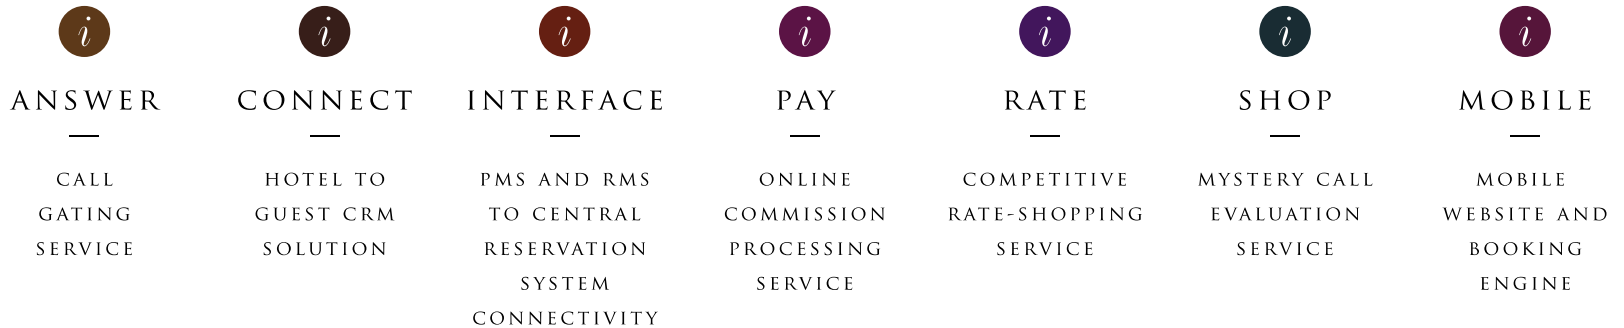 i
ANSWER
CALL
GATING
SERVICE
i
CONNECT
HOTEL TO
GUEST CRM
SOLUTION
i
INTERFACE
PMS AND RMS
TO CENTRAL
RESERVATION
SYSTEM
CONNECTIVITY
i
PAY
ONLINE
COMMISSION
PROCESSING
SERVICE
i
RATE
COMPETITIVE
RATE-SHOPPING
SERVICE
i
SHOP
MYSTERY CALL
EVALUATION
SERVICE
i
MOBILE
MOBILE
WEBSITE AND
BOOKING
ENGINE